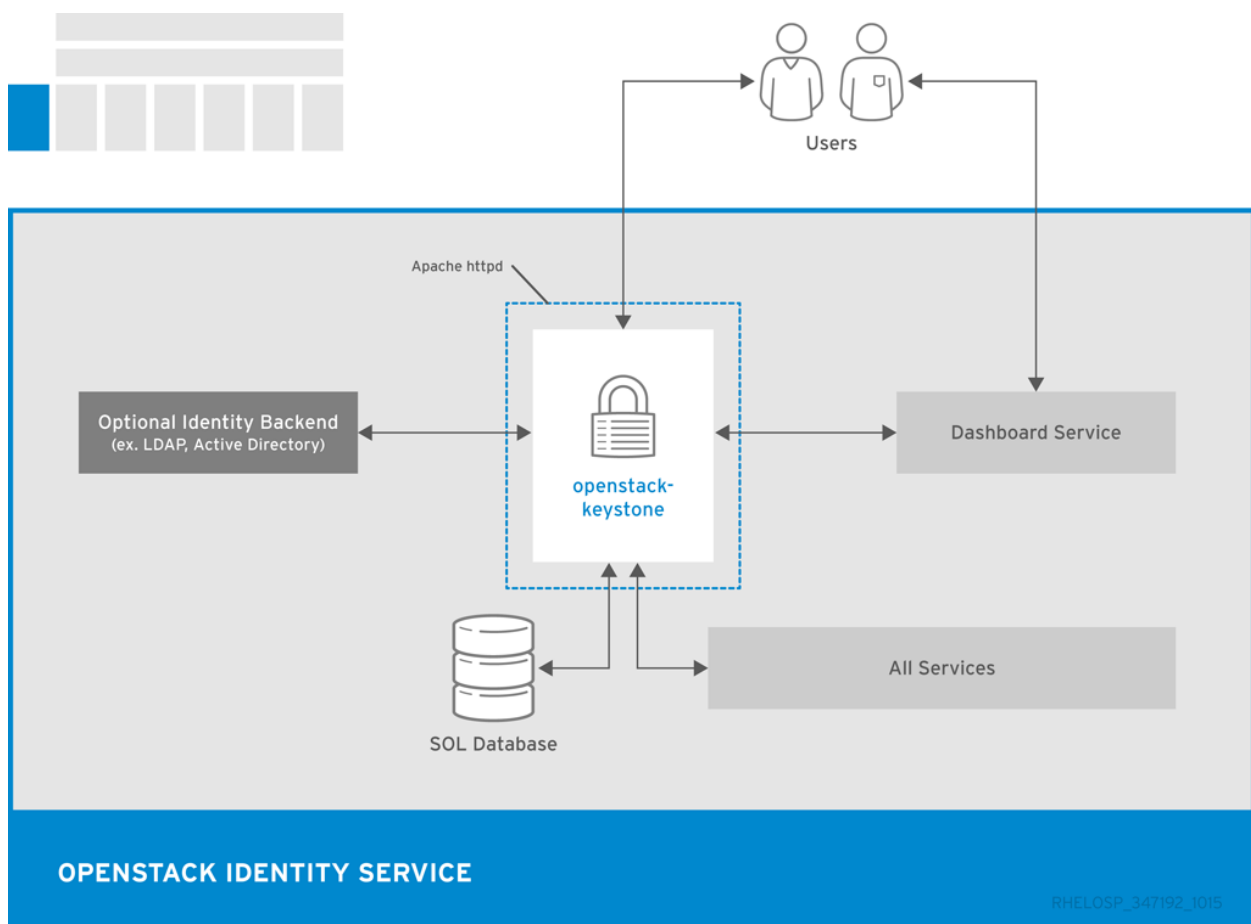 Users
Apache httpd
Optional Identity Backend
(ex. LDAP, Active Directory)
openstack-
keystone
Dashboard Service
All Services
SOL Database
OPENSTACK IDENTITY SERVICE
RHELOSP_347192_1015